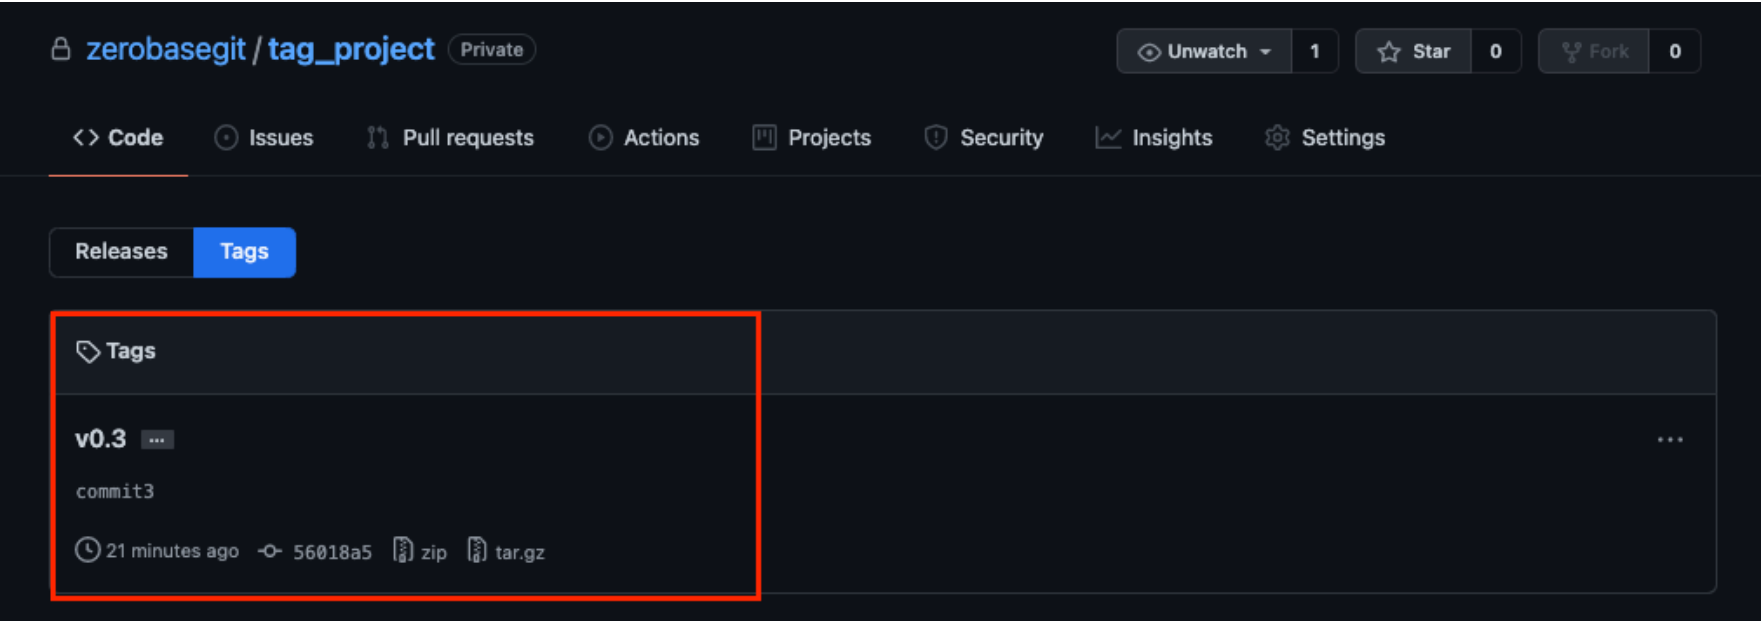 zerobasegit / tag_project Private Unwatch 1 Star 0 Fork 0
Code Issues Pull requests Actions Projects Security Insights Settings
Releases Tags
Tags
v0.3 ...
commit3
21 minutes ago 56018a5 zip tar.gz